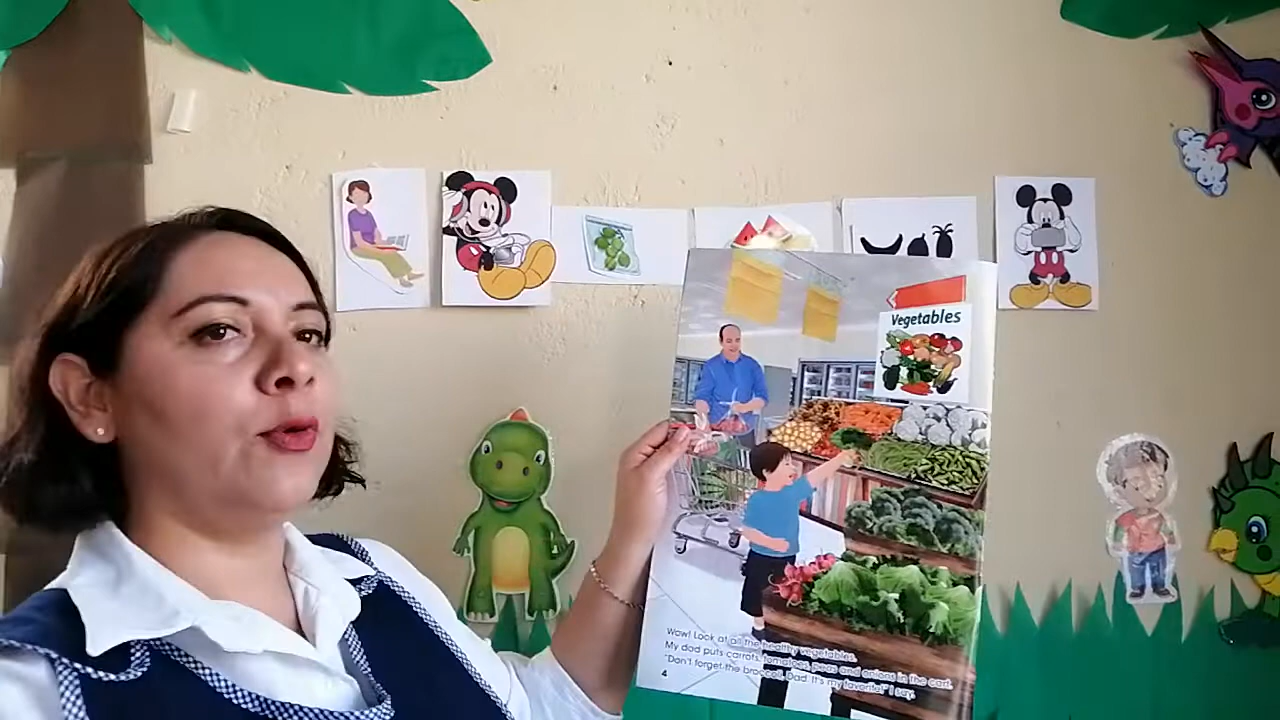 Vegetables
Wow! Look at all the healthy vegetables.
My dad puts carrots, tomatoes, peas and onions in the cart.
"Don't forget the broccoli, Dad. It's my favorite!" I say.
4